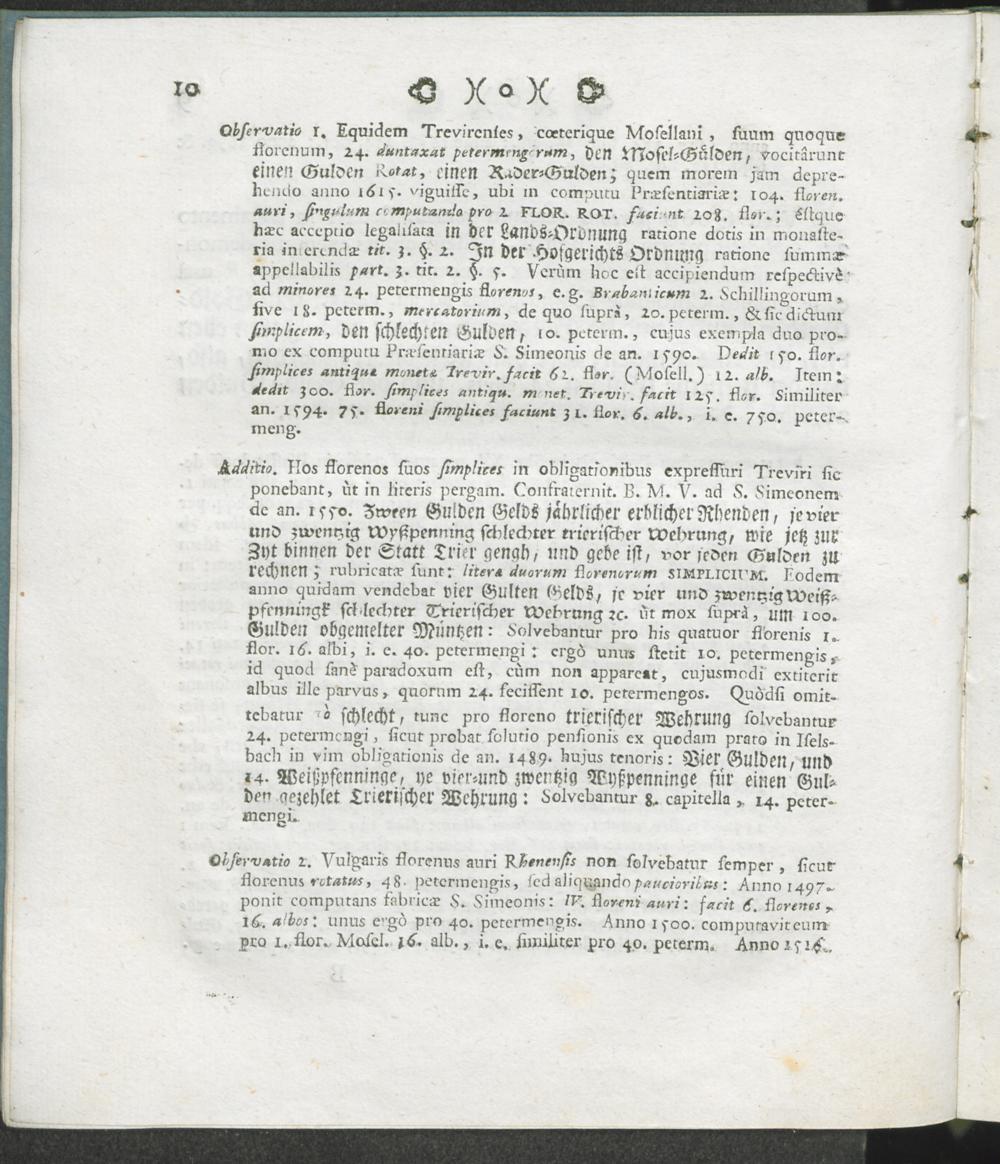 10
Observatio 1. Equidem Trevirenses, cœterique Mosellani, suum quoque
florenum, 24. duntaxat petermengerum, den Mosel-Gülden, vocitârunt
einen Gulden Rotat, einen Räder-Gulden; quem morem jam depre-
hendo anno 1615. viguisse, ubi in computu Præsentiariæ: 104. floren.
auri, singulum computando pro 2 FLOR. ROT. faciunt 208. flor.; éstque
hæc acceptio legalisata in der Lands-Ordnung ratione dotis in monaste-
ria inferendæ tit. 3. §. 2. In der Hofgerichts Ordnung ratione summæ
appellabilis part. 3. tit. 2. §. 5. Verùm hoc est accipiendum respectivè
ad minores 24. petermengis florenos, e.g. Brabanticum 2. Schillingorum,
sive 18. peterm., mercatorium, de quo suprà, 20. peterm., & sic dictum
simplicem, den schlechten Gulden, 10. peterm., cujus exempla duo pro-
mo ex computu Præsentiariæ S. Simeonis de an. 1590. Dedit 150. flor.
simplices antiquæ monetæ Trevir. facit 62. flor. (Mosell.) 12. alb. Item:
dedit 300. flor. simplices antiqu. monet. Trevir. facit 125. flor. Similiter
an. 1594. 75. floreni simplices faciunt 31. flor. 6. alb., i. e. 750. peter-
meng.
Additio. Hos florenos suos simplices in obligationibus expressuri Treviri sic
ponebant, ùt in literis pergam. Confraternit. B. M. V. ad S. Simeonem
de an. 1550. Zween Gulden Gelds jährlicher erblicher Rhenden, je vier
und zwentzig Wyßpenning schlechter trierischer Wehrung, wie jetz zur
Zyt binnen der Statt Trier gengh, und gebe ist, vor jeden Gulden zu
rechnen; rubricatæ sunt: literæ duorum florenorum SIMPLICIUM. Eodem
anno quidam vendebat vier Gulten Gelds, je vier und zwentzig Weiß-
pfenningk schlechter Trierischer Wehrung ꝛc. ùt mox suprà, um 100.
Gulden obgemelter Müntzen: Solvebantur pro his quatuor florenis 1.
flor. 16. albi, i. e. 40. petermengi: ergò unus stetit 10. petermengis,
id quod sanè paradoxum est, cùm non appareat, cujusmodi extiterit
albus ille parvus, quorum 24. fecissent 10. petermengos. Quòdsi omit-
tebatur schlecht, tunc pro floreno trierischer Wehrung solvebantur
24. petermengi, sicut probat solutio pensionis ex quodam prato in Isels-
bach in vim obligationis de an. 1489. hujus tenoris: Vier Gulden, und
14. Weißpfenninge, ye vier-und zwentzig Wyßpenninge für einen Gul-
den gezehlet Trierischer Wehrung: Solvebantur 8. capitella, 14. peter-
mengi.
Observatio 2. Vulgaris florenus auri Rhenensis non solvebatur semper, sicut
florenus rotatus, 48. petermengis, sed aliquando paucioribus: Anno 1497.
ponit computans fabricæ S. Simeonis: IV. floreni auri: facit 6. florenos,
16. albos: unus ergò pro 40. petermengis. Anno 1500. computavit eum
pro 1. flor. Mosel. 16. alb., i. e. similiter pro 40. peterm. Anno 1516.